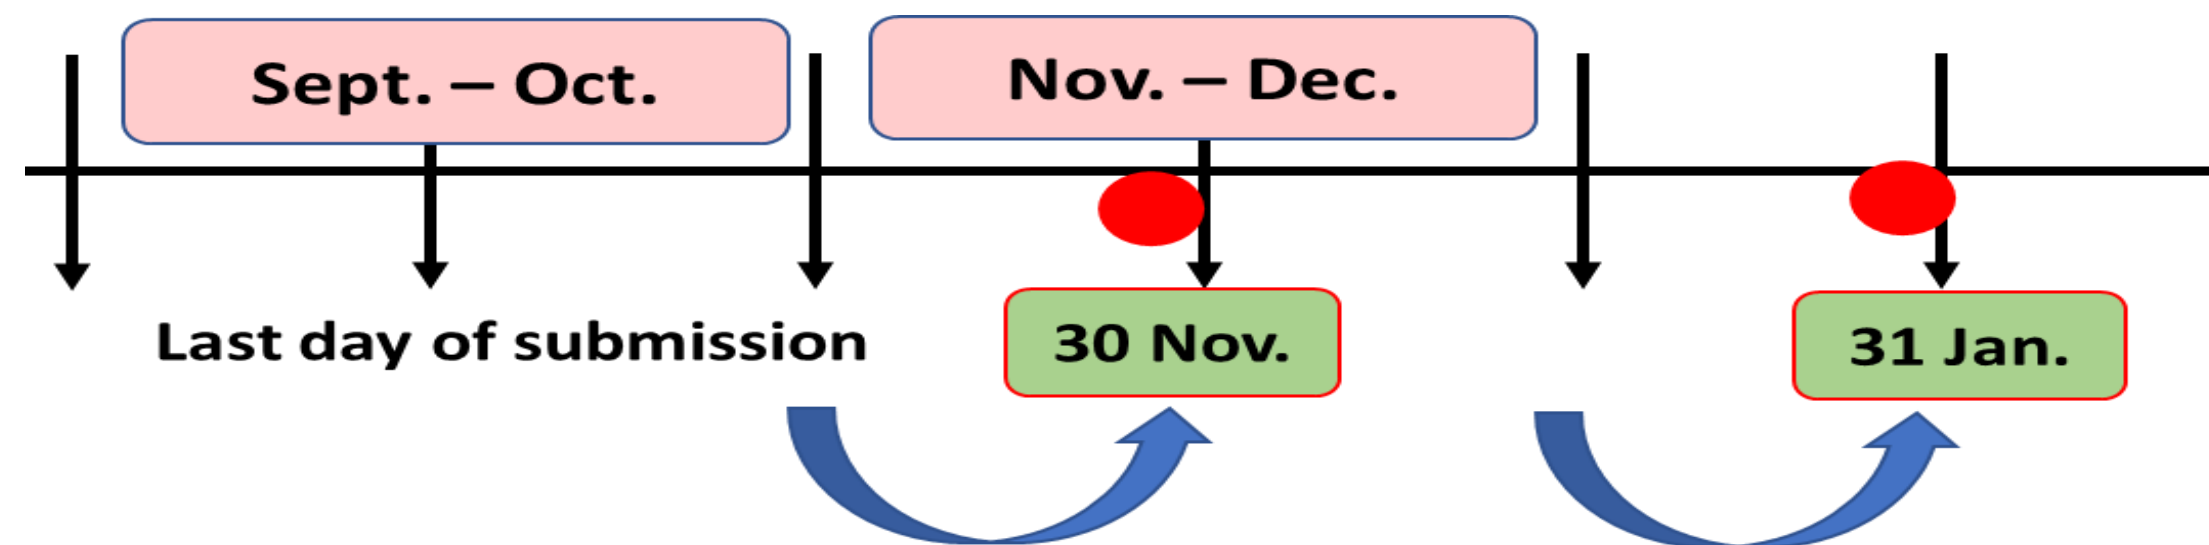 Sept. – Oct.
Nov. – Dec.
Last day of submission
30 Nov.
31 Jan.